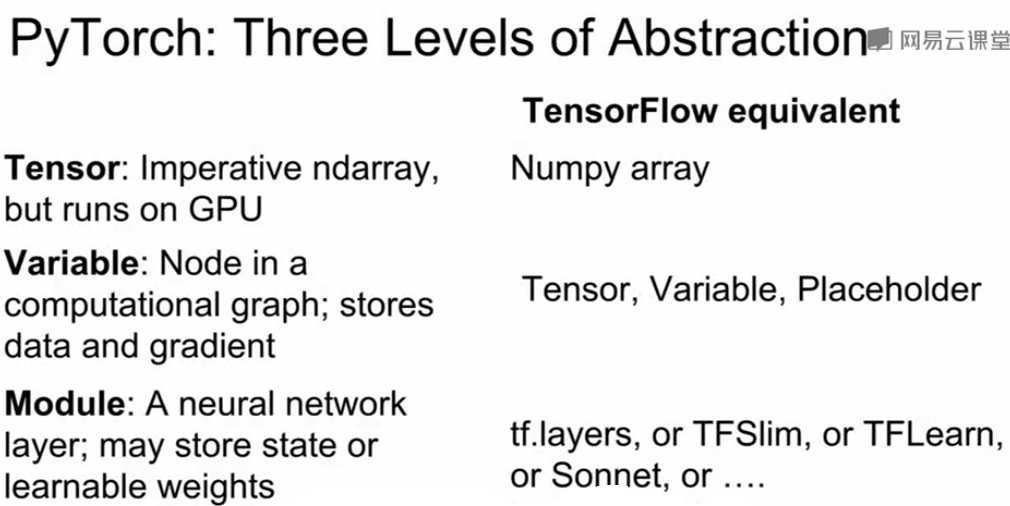 PyTorch: Three Levels of Abstraction
网易云课堂
TensorFlow equivalent
Tensor: Imperative ndarray,
but runs on GPU
Numpy array
Variable: Node in a
computational graph; stores
data and gradient
Tensor, Variable, Placeholder
Module: A neural network
layer; may store state or
learnable weights
tf.layers, or TFSlim, or TFLearn,
or Sonnet, or ….